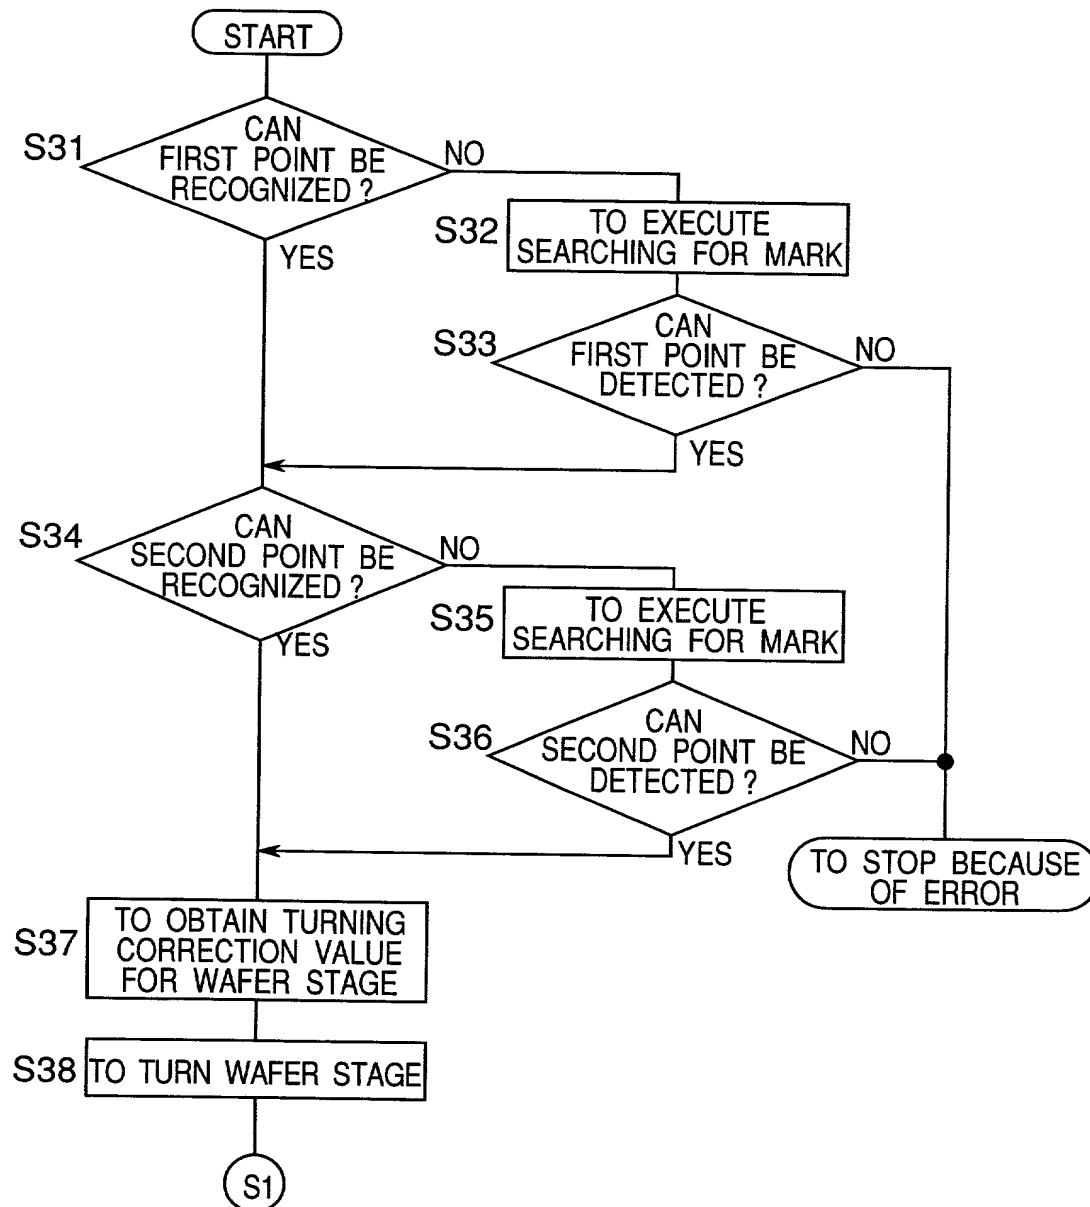 START
S31
CAN
FIRST POINT BE
RECOGNIZED ?
NO
YES
S32
TO EXECUTE
SEARCHING FOR MARK
S33
CAN
FIRST POINT BE
DETECTED ?
NO
YES
S34
CAN
SECOND POINT BE
RECOGNIZED ?
NO
YES
S35
TO EXECUTE
SEARCHING FOR MARK
S36
CAN
SECOND POINT BE
DETECTED ?
NO
YES
TO STOP BECAUSE
OF ERROR
S37
TO OBTAIN TURNING
CORRECTION VALUE
FOR WAFER STAGE
S38
TO TURN WAFER STAGE
S1